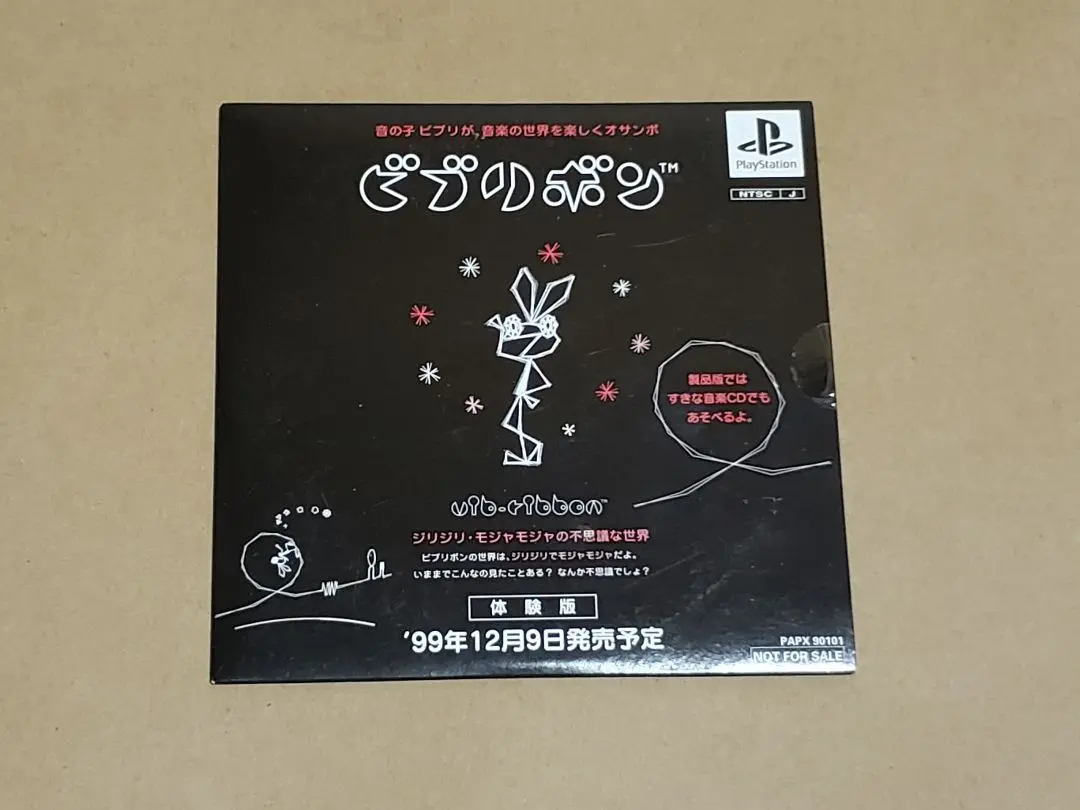 音の子 ビブリが、音楽の世界を楽しくオサンポ
ビブリボン™
PlayStation
NTSC J
製品版では
すきな音楽CDでも
あそべるよ。
vib-ribbon™
ジリジリ・モジャモジャの不思議な世界
ビブリボンの世界は、ジリジリでモジャモジャだよ。
いままでこんなの見たことある? なんか不思議でしょ?
体験版
'99年12月9日発売予定
PAPX 90101
NOT FOR SALE